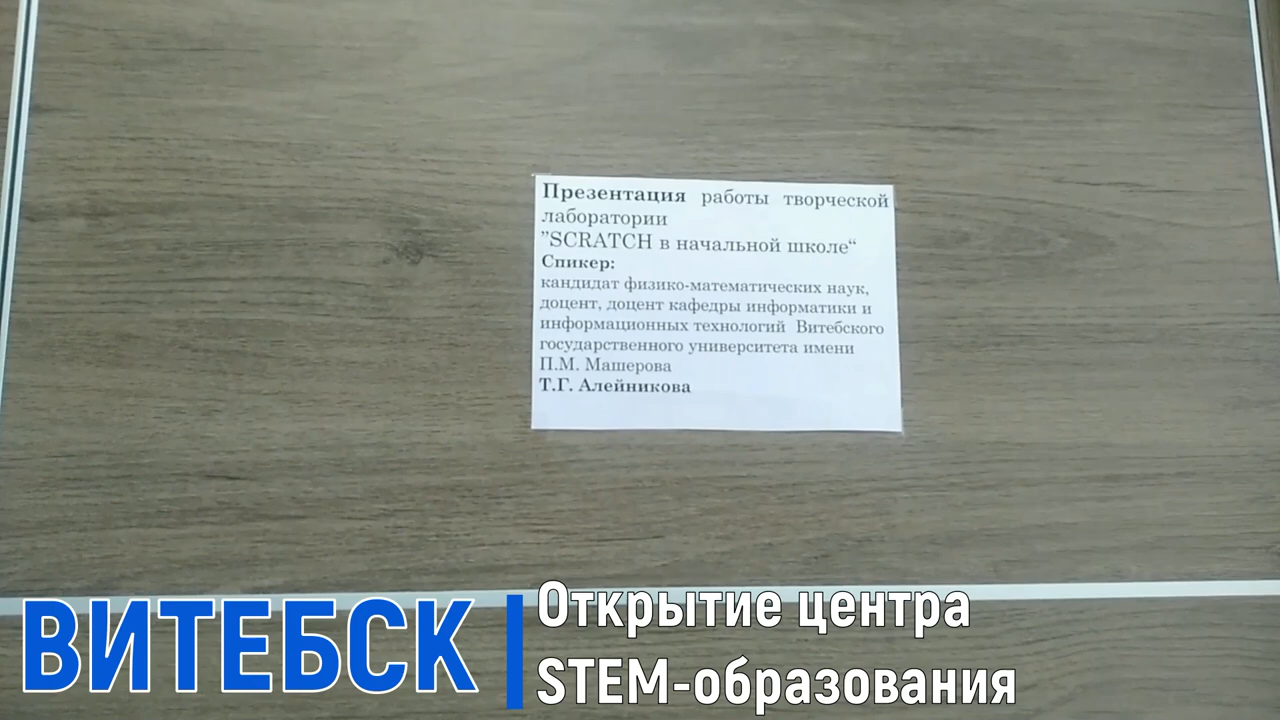 Презентация работы творческой
лаборатории
”SCRATCH в начальной школе“
Спикер:
кандидат физико-математических наук,
доцент, доцент кафедры информатики и
информационных технологий Витебского
государственного университета имени
П.М. Машерова
Т.Г. Алейникова
ВИТЕБСК
Открытие центра
STEM-образования